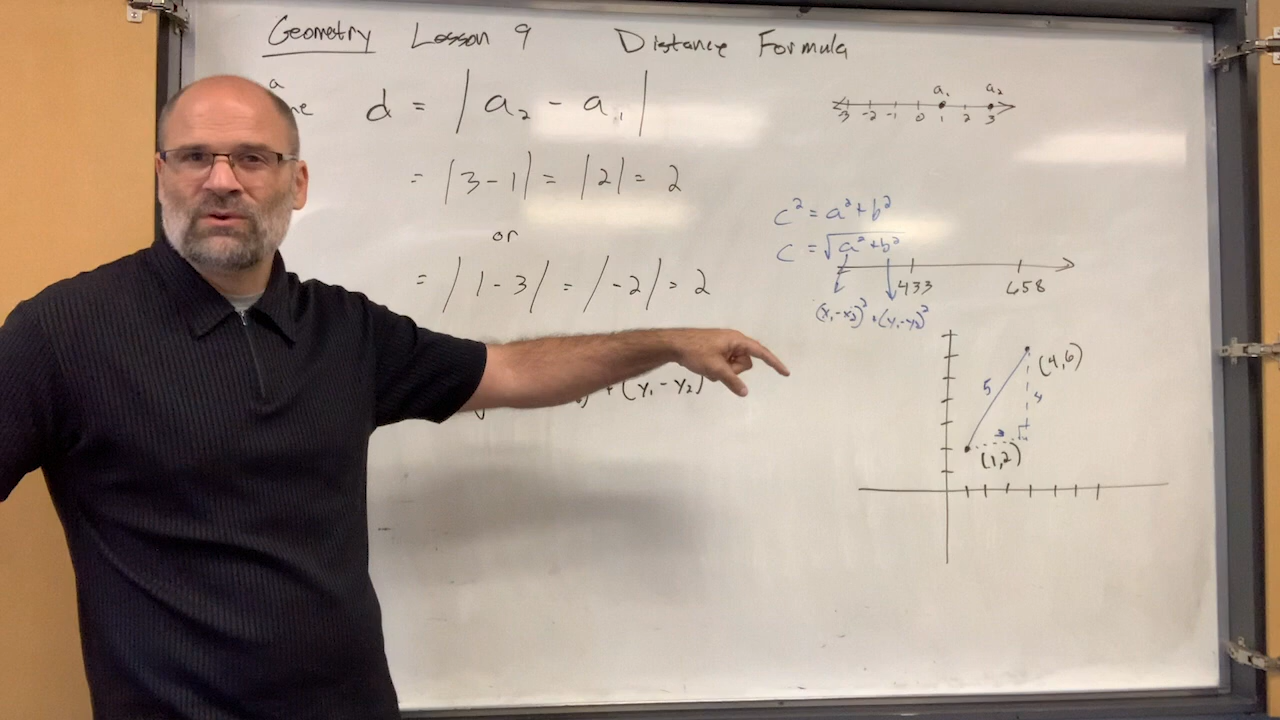 Geometry Lesson 9 Distance Formula
a
d = |a₂ - a₁|
= |3-1| = |2| = 2
or
= |1-3| = |-2| = 2
+ (y₁ - y₂)
a₁ a₂
-3 -2 -1 0 1 2 3
c² = a² + b²
c = √a² + b²
433 658
(x₁-x₂)² + (y₁-y₂)²
(4,6)
5 4
3
(1,2)